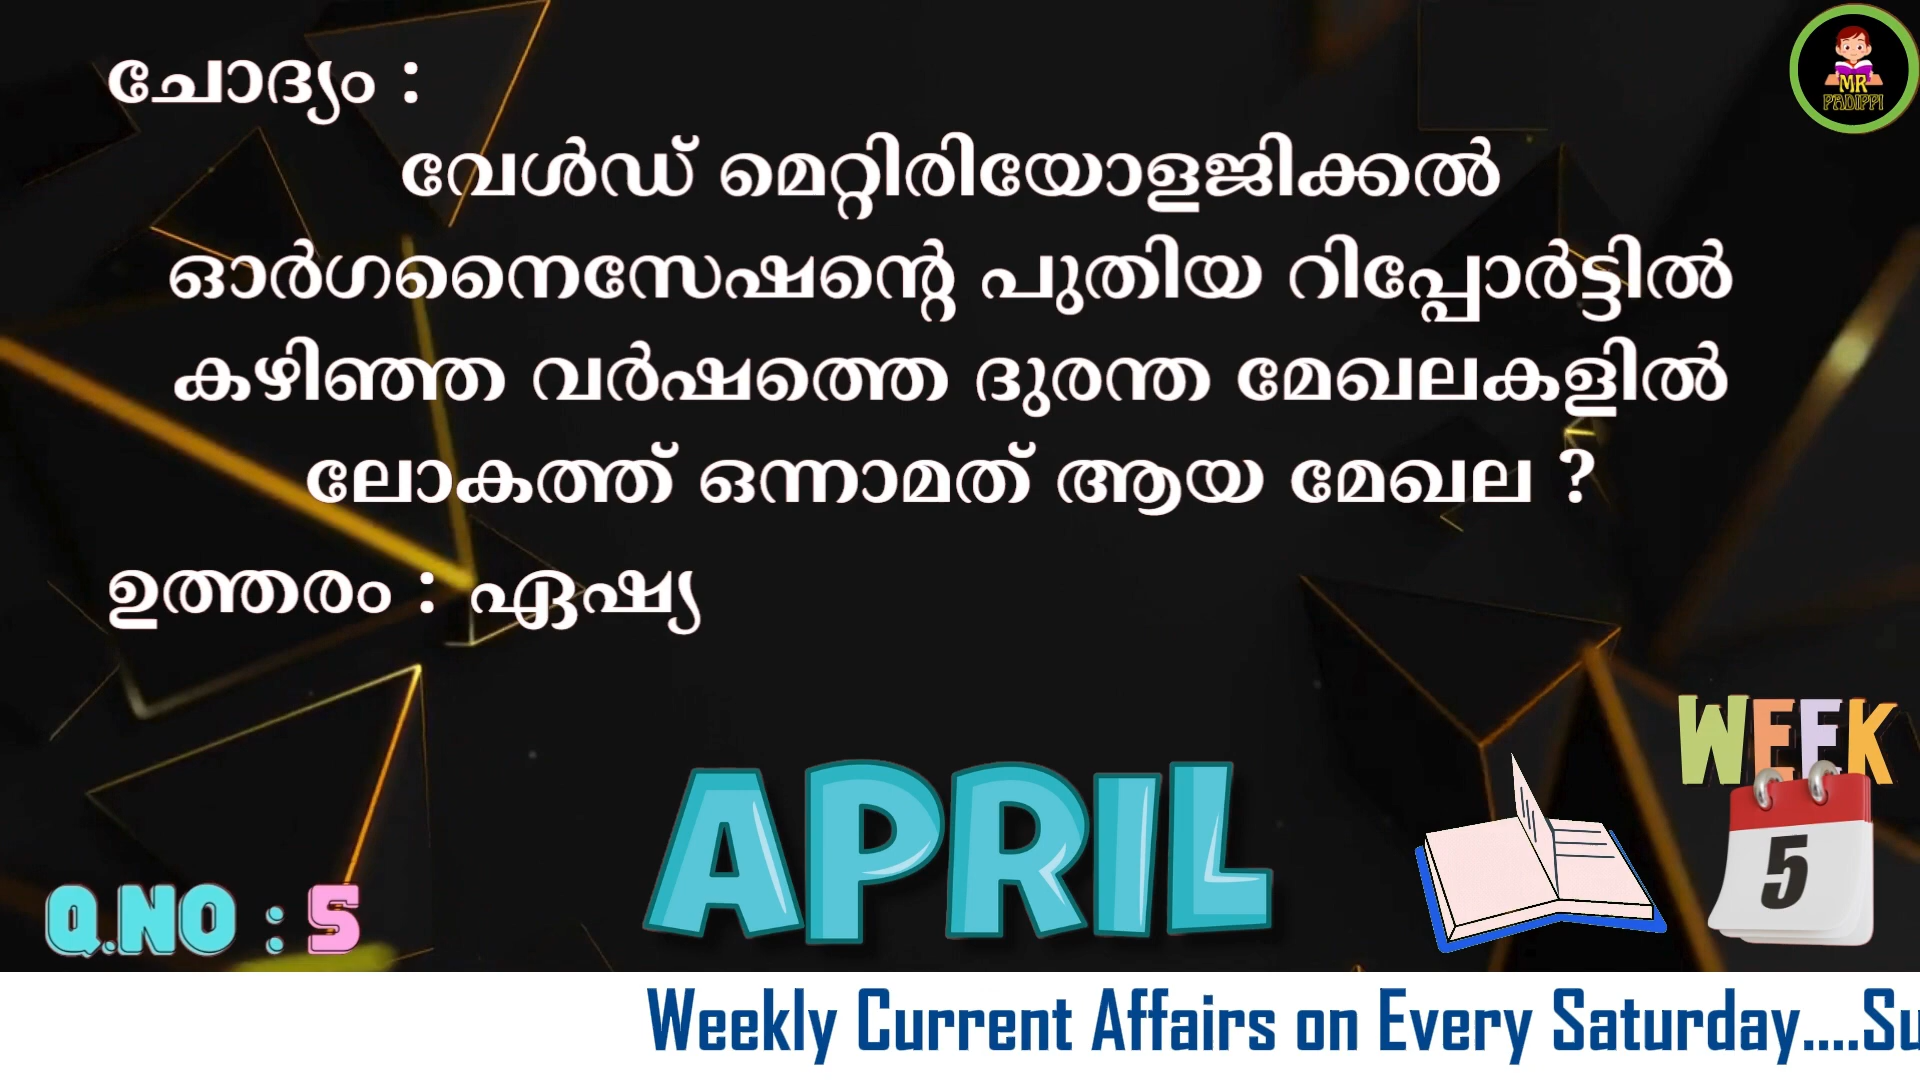 MR
PADIPPI
ചോദ്യം :
വേൾഡ് മെറ്റിരിയോളജിക്കൽ
ഓർഗനൈസേഷന്റെ പുതിയ റിപ്പോർട്ടിൽ
കഴിഞ്ഞ വർഷത്തെ ദുരന്ത മേഖലകളിൽ
ലോകത്ത് ഒന്നാമത് ആയ മേഖല ?
ഉത്തരം : ഏഷ്യ
WEEK
5
APRIL
Q.NO : 5
Weekly Current Affairs on Every Saturday....Su